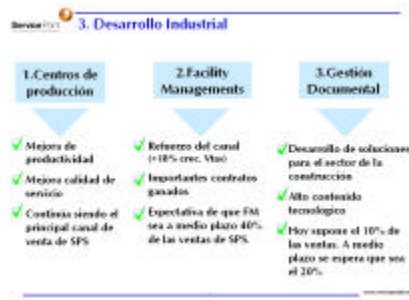 Service Point
3. Desarrollo Industrial
1.Centros de
producción
2.Facility
Managements
3.Gestión
Documental
Mejora de
productividad
Mejora calidad de
servicio
Continúa siendo el
principal canal de
venta de SPS
Refuerzo del canal
(+18% crec. Vtas)
Importantes contratos
ganados
Expectativa de que FM
sea a medio plazo 40%
de las ventas de SPS
Desarrollo de soluciones
para el sector de la
construcción
Alto contenido
tecnológico
Hoy supone el 10% de
las ventas. A medio
plazo se espera que sea
el 20%